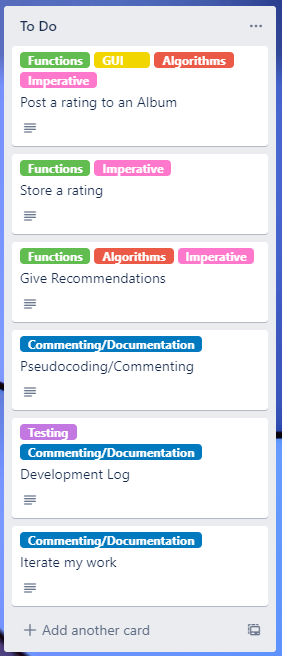 To Do
Functions GUI Algorithms
Imperative
Post a rating to an Album
Functions Imperative
Store a rating
Functions Algorithms Imperative
Give Recommendations
Commenting/Documentation
Pseudocoding/Commenting
Testing
Commenting/Documentation
Development Log
Commenting/Documentation
Iterate my work
Add another card